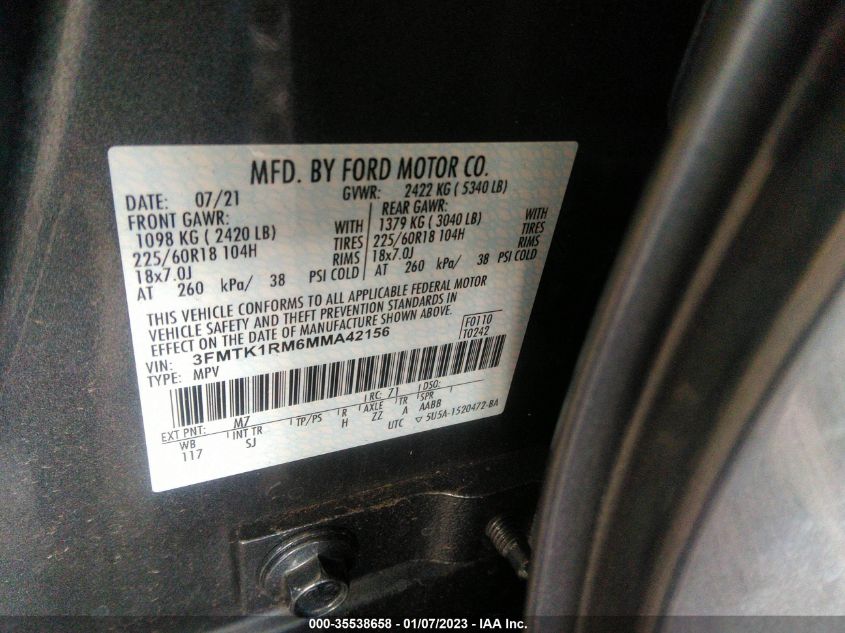 MFD. BY FORD MOTOR CO.
DATE: 07/21 GVWR: 2422 KG ( 5340 LB)
FRONT GAWR: REAR GAWR:
1098 KG ( 2420 LB) WITH 1379 KG ( 3040 LB) WITH
225/60R18 104H TIRES 225/60R18 104H TIRES
18x7.0J RIMS 18x7.0J RIMS
AT 260 kPa/ 38 PSI COLD AT 260 kPa/ 38 PSI COLD
THIS VEHICLE CONFORMS TO ALL APPLICABLE FEDERAL MOTOR
VEHICLE SAFETY AND THEFT PREVENTION STANDARDS IN
EFFECT ON THE DATE OF MANUFACTURE SHOWN ABOVE.
F0110
T0242
VIN: 3FMTK1RM6MMA42156
TYPE: MPV
EXT PNT: M7 RC: 71 DSO:
WB INT TR TP/PS R AXLE TR SPR
117 SJ H ZZ A AABB
UTC ▽ 5U5A-1520472-BA
000-35538658 - 01/07/2023 - IAA Inc.